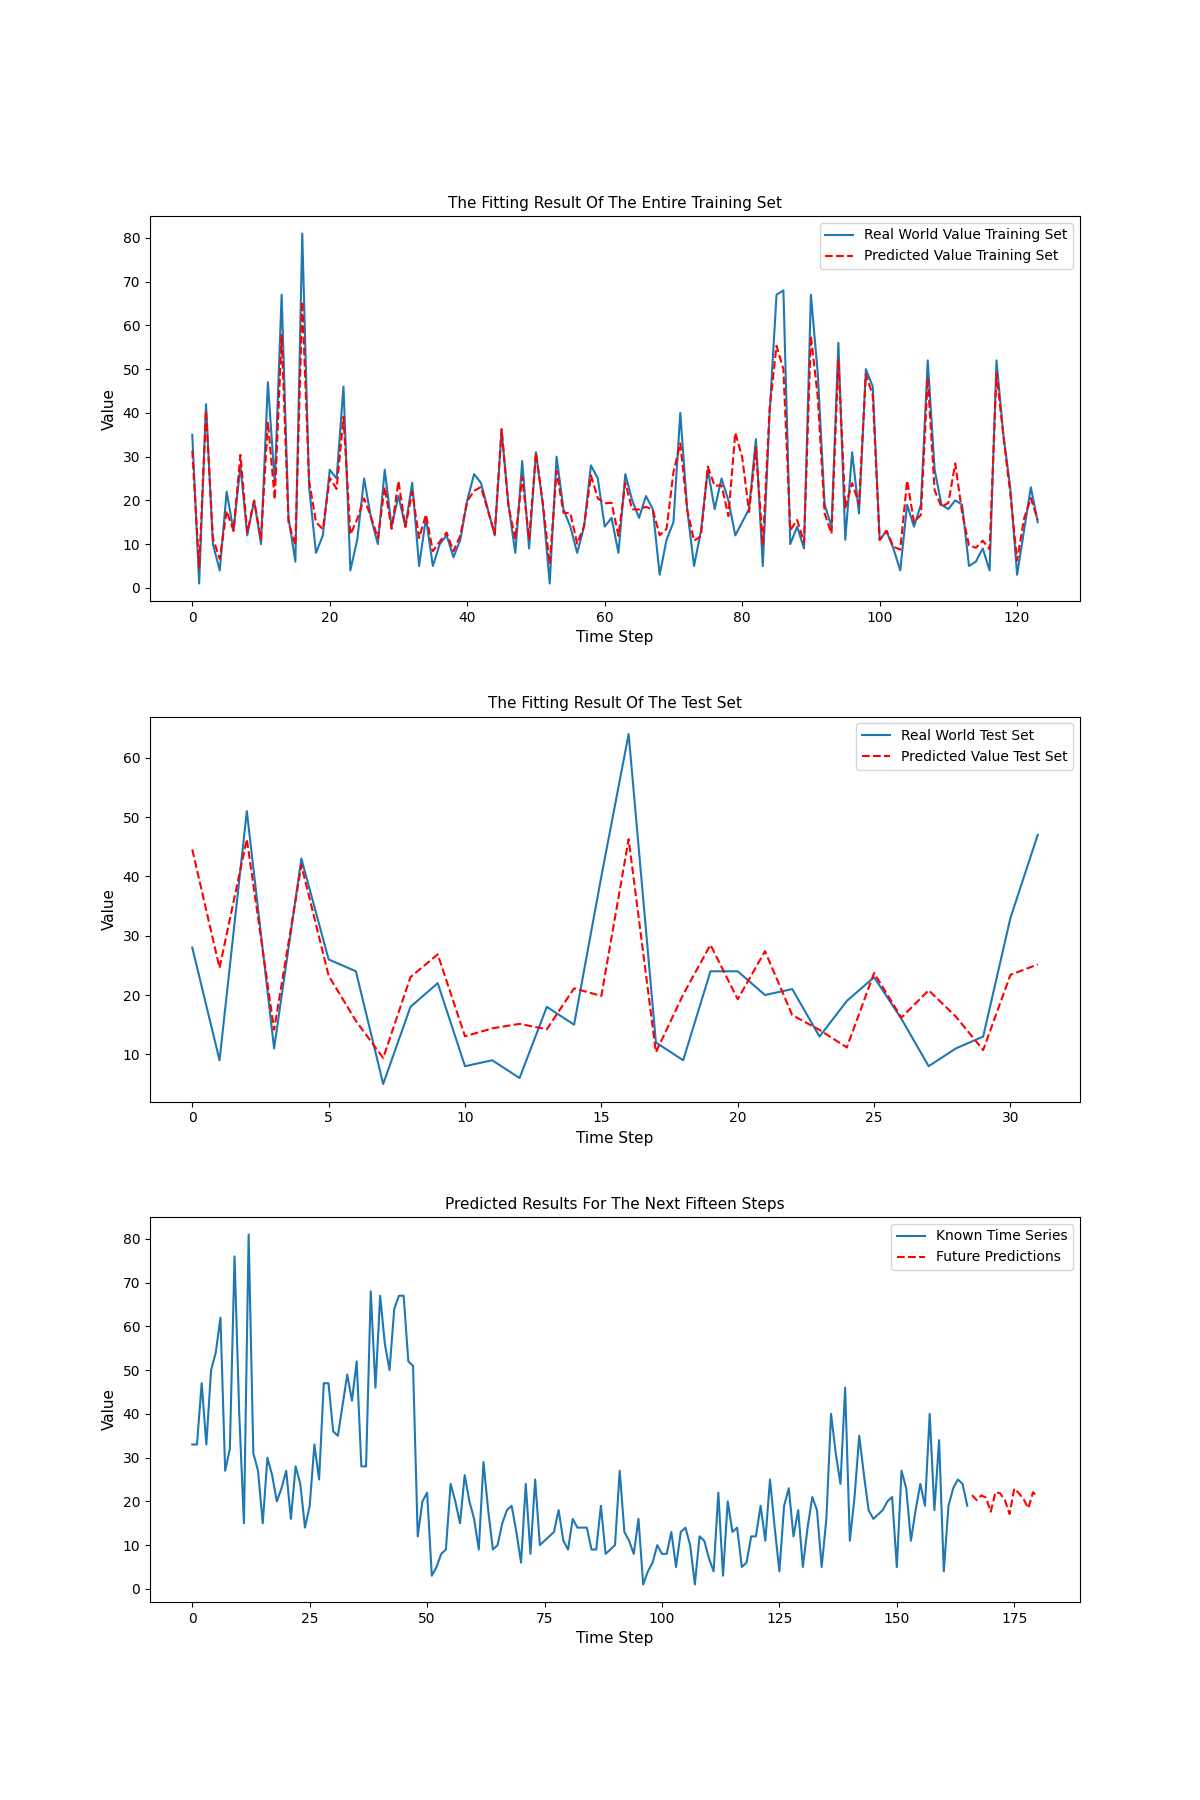 The Fitting Result Of The Entire Training Set
Real World Value Training Set
Predicted Value Training Set
Value
80
70
60
50
40
30
20
10
0
0 20 40 60 80 100 120
Time Step
The Fitting Result Of The Test Set
Real World Test Set
Predicted Value Test Set
Value
60
50
40
30
20
10
0 5 10 15 20 25 30
Time Step
Predicted Results For The Next Fifteen Steps
Known Time Series
Future Predictions
Value
80
70
60
50
40
30
20
10
0
0 25 50 75 100 125 150 175
Time Step